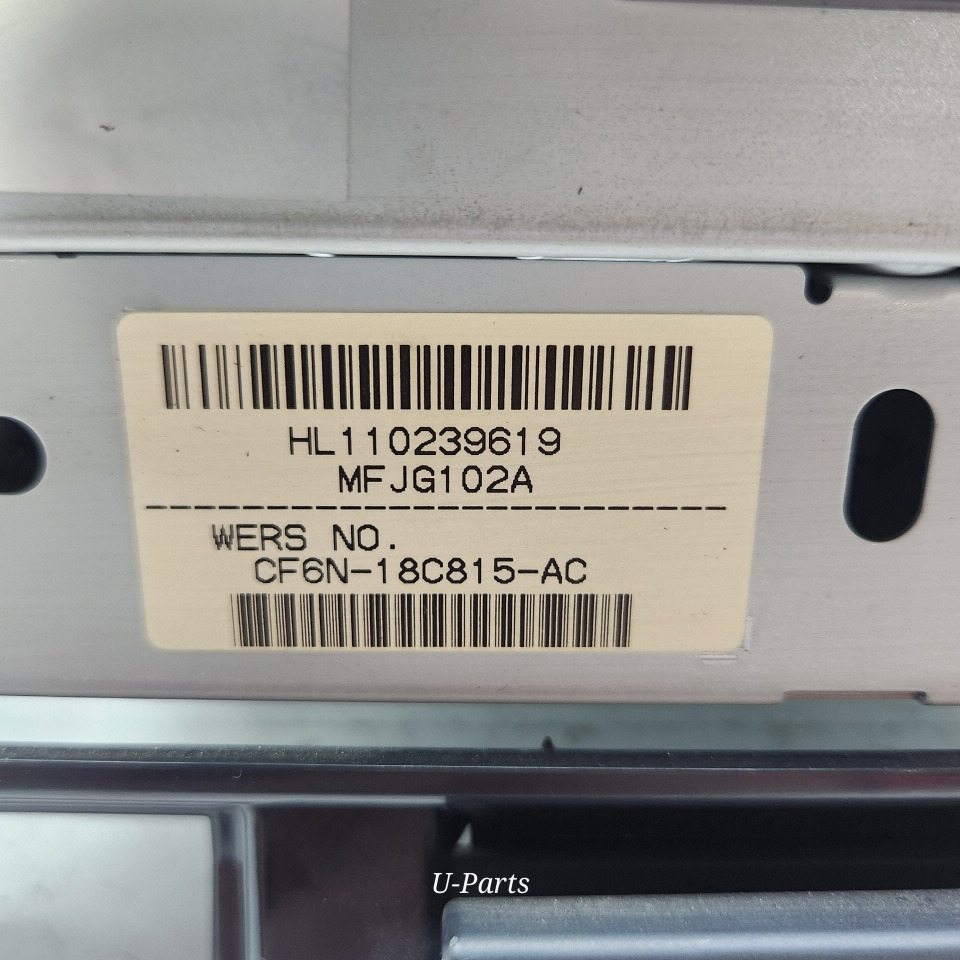 HL110239619
MFJG102A
WERS NO.
CF6N-18C815-AC
U-Parts